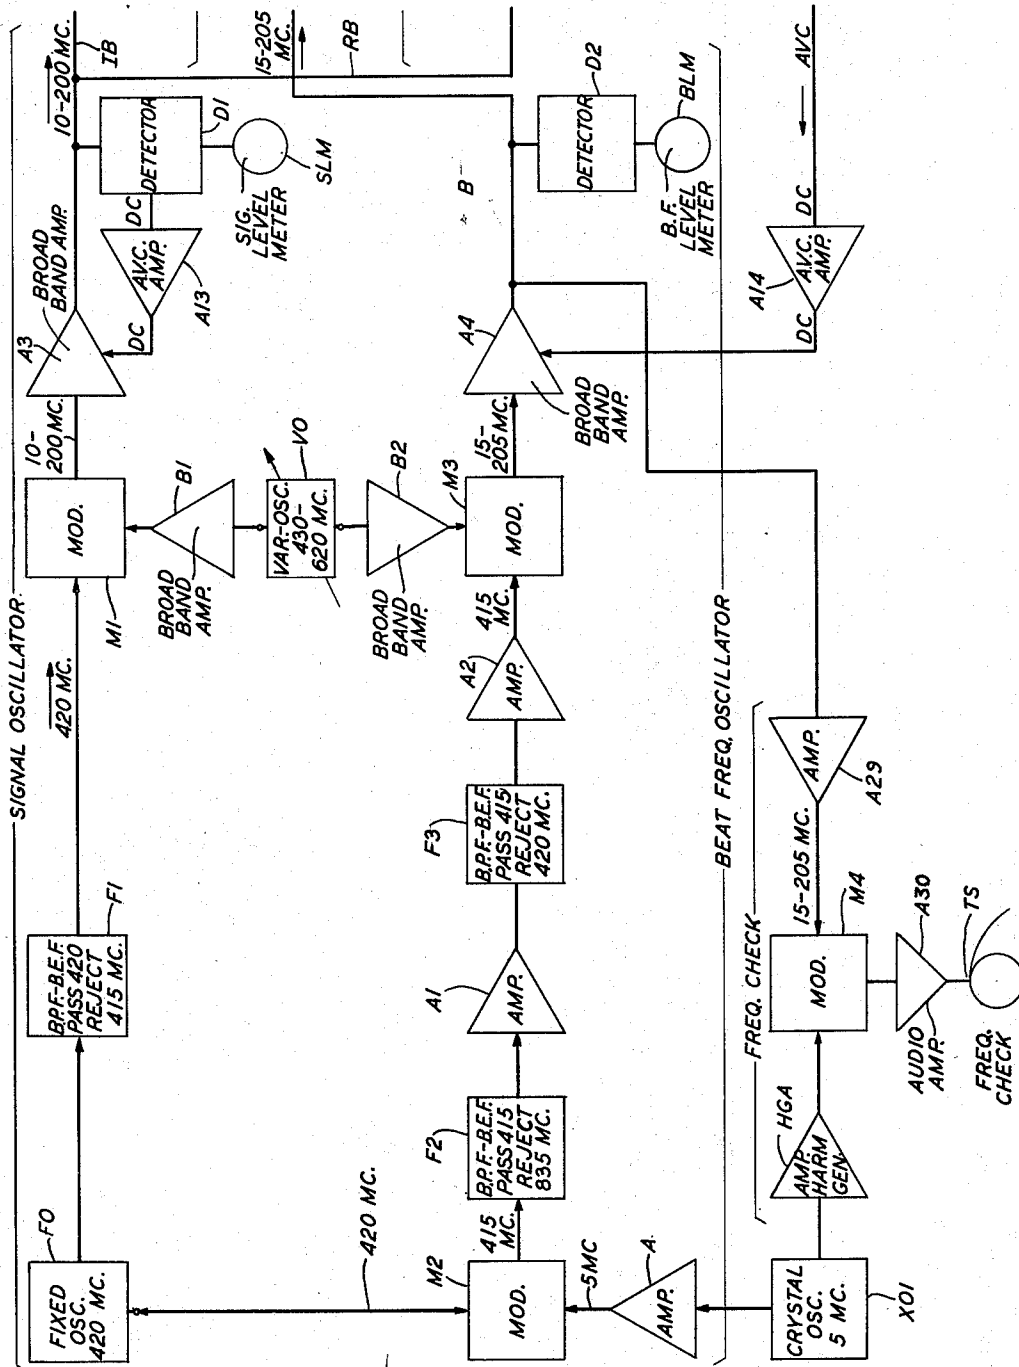 SIGNAL OSCILLATOR
FO
FIXED
OSC.
420 MC.
B.P.F.-B.E.F.
PASS 420
REJECT
415 MC.
F1
420 MC.
MOD.
M1
10-
200 MC.
A3
BROAD
BAND AMP.
10-200 MC.
IB
DETECTOR
D1
DC
A.V.C.
AMP.
A13
DC
SIG.
LEVEL
METER
SLM
15-205
MC.
RB
BROAD
BAND
AMP.
B1
VAR.-OSC.
430-
620 MC.
VO
B2
BROAD
BAND
AMP.
420 MC.
M2
MOD.
415
MC.
F2
B.P.F.-B.E.F.
PASS 415
REJECT
835 MC.
A1
AMP.
F3
B.P.F.-B.E.F.
PASS 415
REJECT
420 MC.
A2
AMP.
415
MC.
M3
MOD.
15-
205 MC.
A4
BROAD
BAND
AMP.
B
DETECTOR
D2
B.F.
LEVEL
METER
BLM
5MC
A
AMP.
BEAT FREQ. OSCILLATOR
CRYSTAL
OSC.
5 MC.
XO1
FREQ. CHECK
HGA
AMP.
HARM
GEN.
MOD.
M4
15-205 MC.
AMP.
A29
A30
AUDIO
AMP.
TS
FREQ.
CHECK
A14
A.V.C.
AMP.
DC
DC
AVC